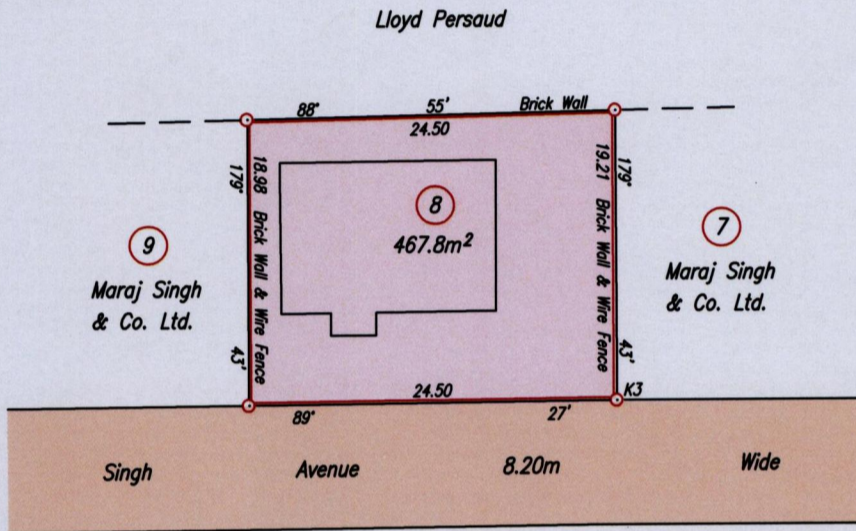 Lloyd Persaud
88° 55' Brick Wall
24.50
179° 18.98 Brick Wall & Wire Fence 43'
19.21 Brick Wall & Wire Fence
179° 43'
8
467.8m²
9
Maraj Singh
& Co. Ltd.
7
Maraj Singh
& Co. Ltd.
24.50
K3
89° 27'
Singh Avenue 8.20m Wide